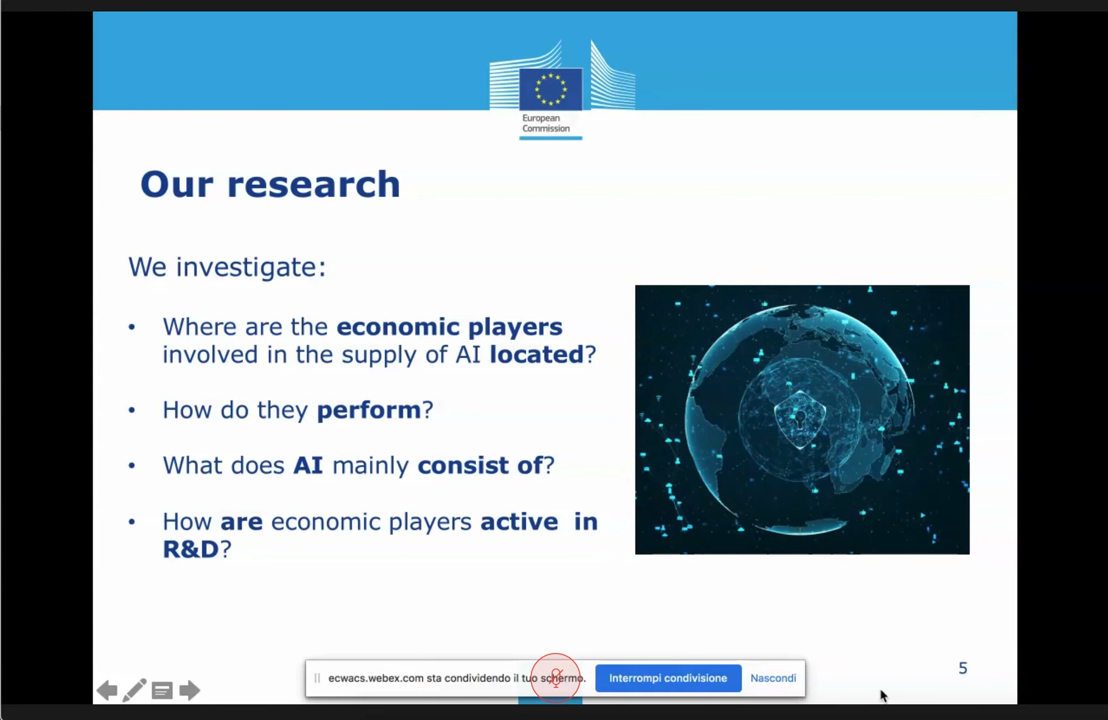 European
Commission
Our research
We investigate:
• Where are the economic players
involved in the supply of AI located?
• How do they perform?
• What does AI mainly consist of?
• How are economic players active in
R&D?
5
ecwacs.webex.com sta condividendo il tuo schermo.
Interrompi condivisione
Nascondi